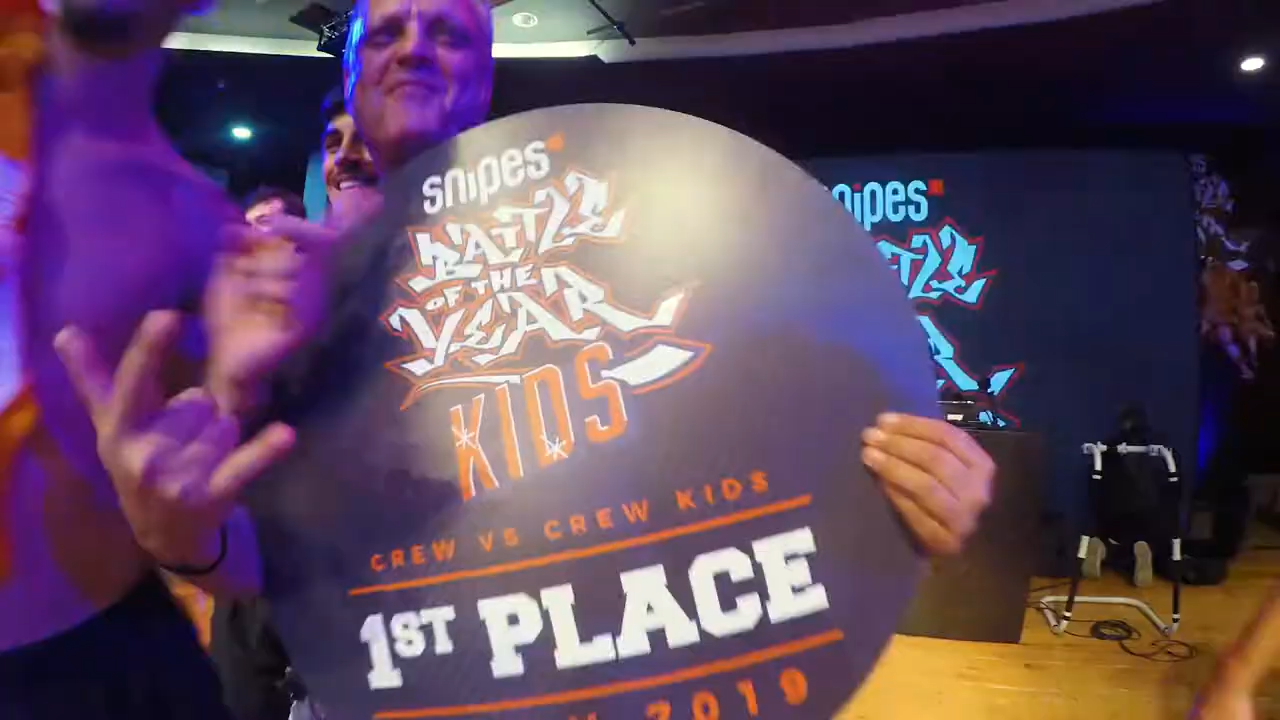 snipes
BATTLE
OF THE
YEAR
KIDS
CREW VS CREW KIDS
1ST PLACE
2019
snipes